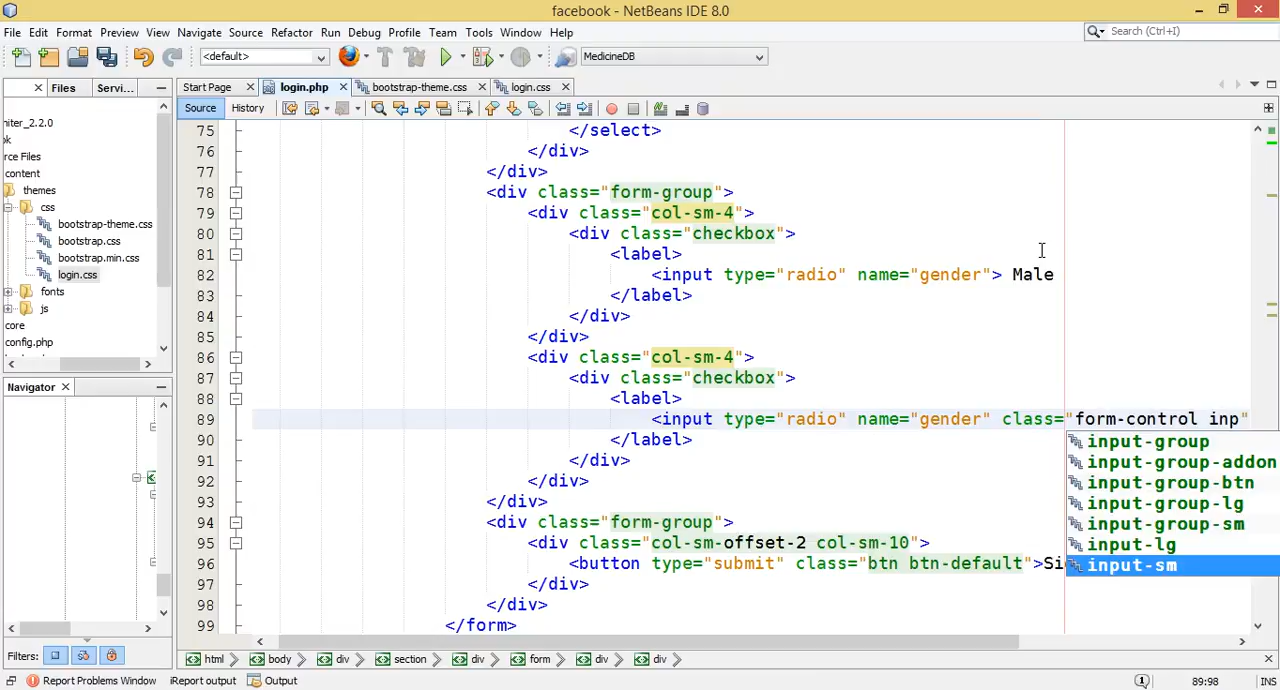 facebook - NetBeans IDE 8.0
File Edit Format Preview View Navigate Source Refactor Run Debug Profile Team Tools Window Help
Search (Ctrl+I)
<default>
MedicineDB
Files Servi...
Start Page login.php bootstrap-theme.css login.css
Source History
niter_2.2.0
ok
rce Files
content
themes
css
bootstrap-theme.css
bootstrap.css
bootstrap.min.css
login.css
fonts
js
core
config.php
Navigator
Filters:
75 </select>
76 </div>
77 </div>
78 <div class="form-group">
79 <div class="col-sm-4">
80 <div class="checkbox">
81 <label>
82 <input type="radio" name="gender"> Male
83 </label>
84 </div>
85 </div>
86 <div class="col-sm-4">
87 <div class="checkbox">
88 <label>
89 <input type="radio" name="gender" class="form-control inp"
90 </label>
91 </div>
92 </div>
93 </div>
94 <div class="form-group">
95 <div class="col-sm-offset-2 col-sm-10">
96 <button type="submit" class="btn btn-default">Si
97 </div>
98 </div>
99 </form>
input-group
input-group-addon
input-group-btn
input-group-lg
input-group-sm
input-lg
input-sm
html body div section div form div div
Report Problems Window iReport output Output
1
89:98 INS